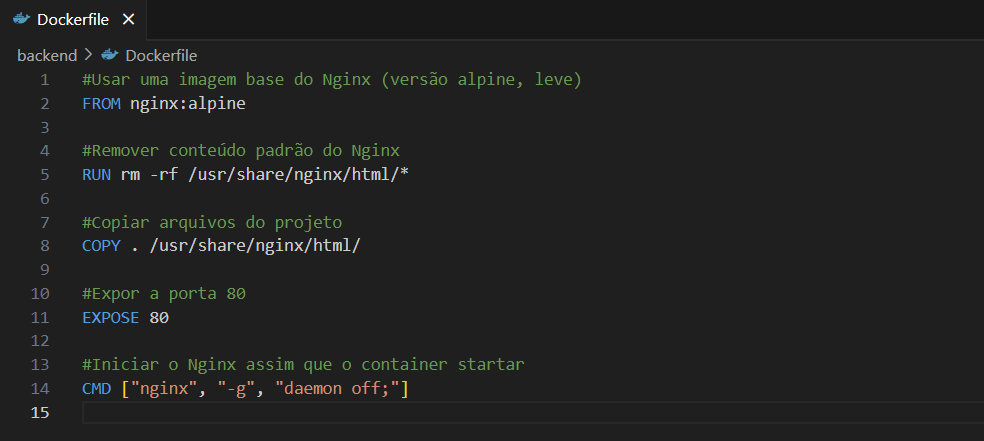 Dockerfile
backend > Dockerfile
1 #Usar uma imagem base do Nginx (versão alpine, leve)
2 FROM nginx:alpine
3
4 #Remover conteúdo padrão do Nginx
5 RUN rm -rf /usr/share/nginx/html/*
6
7 #Copiar arquivos do projeto
8 COPY . /usr/share/nginx/html/
9
10 #Expor a porta 80
11 EXPOSE 80
12
13 #Iniciar o Nginx assim que o container startar
14 CMD ["nginx", "-g", "daemon off;"]
15